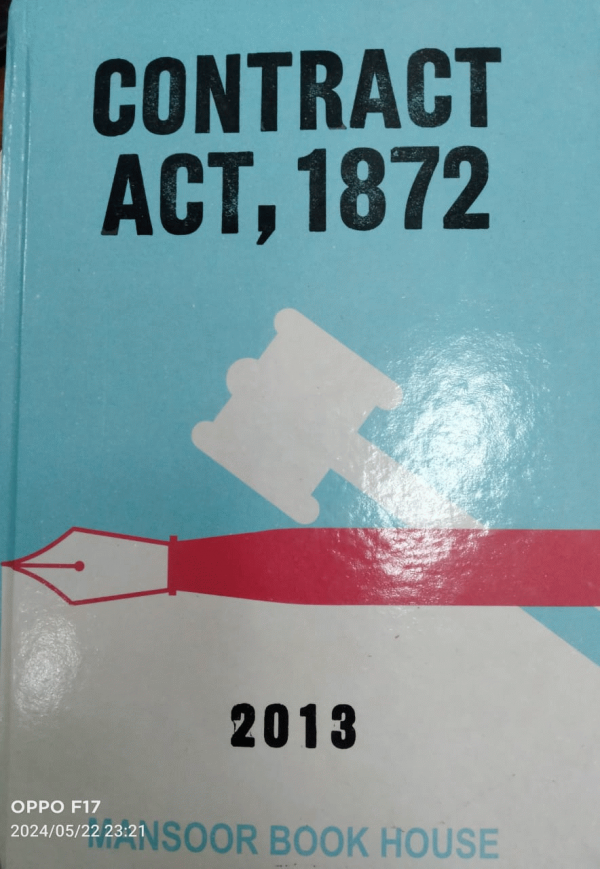 CONTRACT
ACT, 1872
2013
OPPO F17
2024/05/22 23:21
MANSOOR BOOK HOUSE